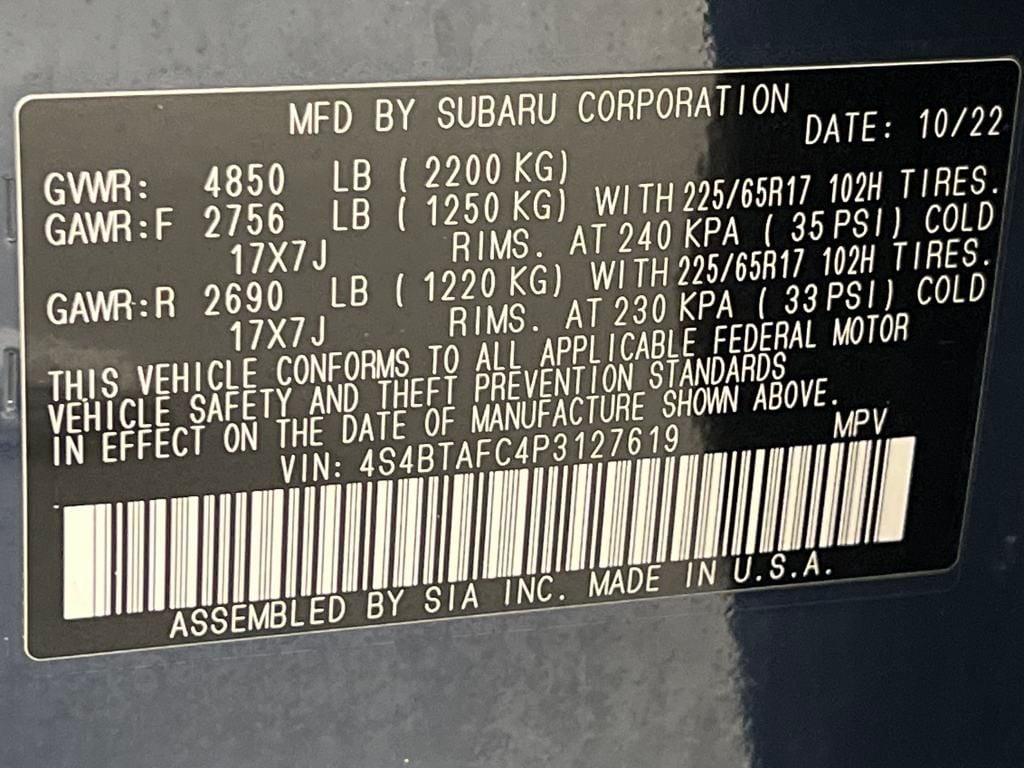 MFD BY SUBARU CORPORATION
DATE: 10/22
GVWR: 4850 LB ( 2200 KG)
GAWR:F 2756 LB ( 1250 KG) WITH 225/65R17 102H TIRES.
17X7J RIMS. AT 240 KPA ( 35 PSI) COLD
GAWR:R 2690 LB ( 1220 KG) WITH 225/65R17 102H TIRES.
17X7J RIMS. AT 230 KPA ( 33 PSI) COLD
THIS VEHICLE CONFORMS TO ALL APPLICABLE FEDERAL MOTOR
VEHICLE SAFETY AND THEFT PREVENTION STANDARDS
IN EFFECT ON THE DATE OF MANUFACTURE SHOWN ABOVE.
VIN: 4S4BTAFC4P3127619 MPV
ASSEMBLED BY SIA INC. MADE IN U.S.A.